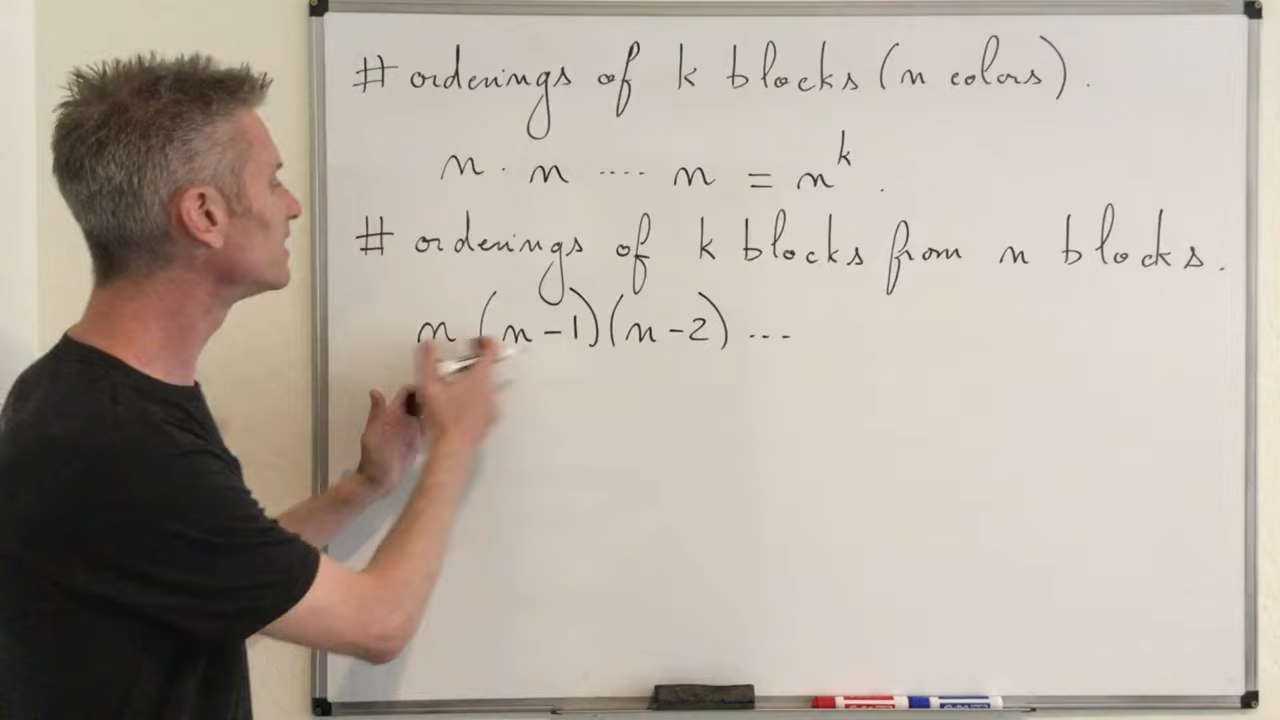 # orderings of k blocks (n colors).
n · n .... n = n^k .
# orderings of k blocks from n blocks.
n (n-1)(n-2) ...